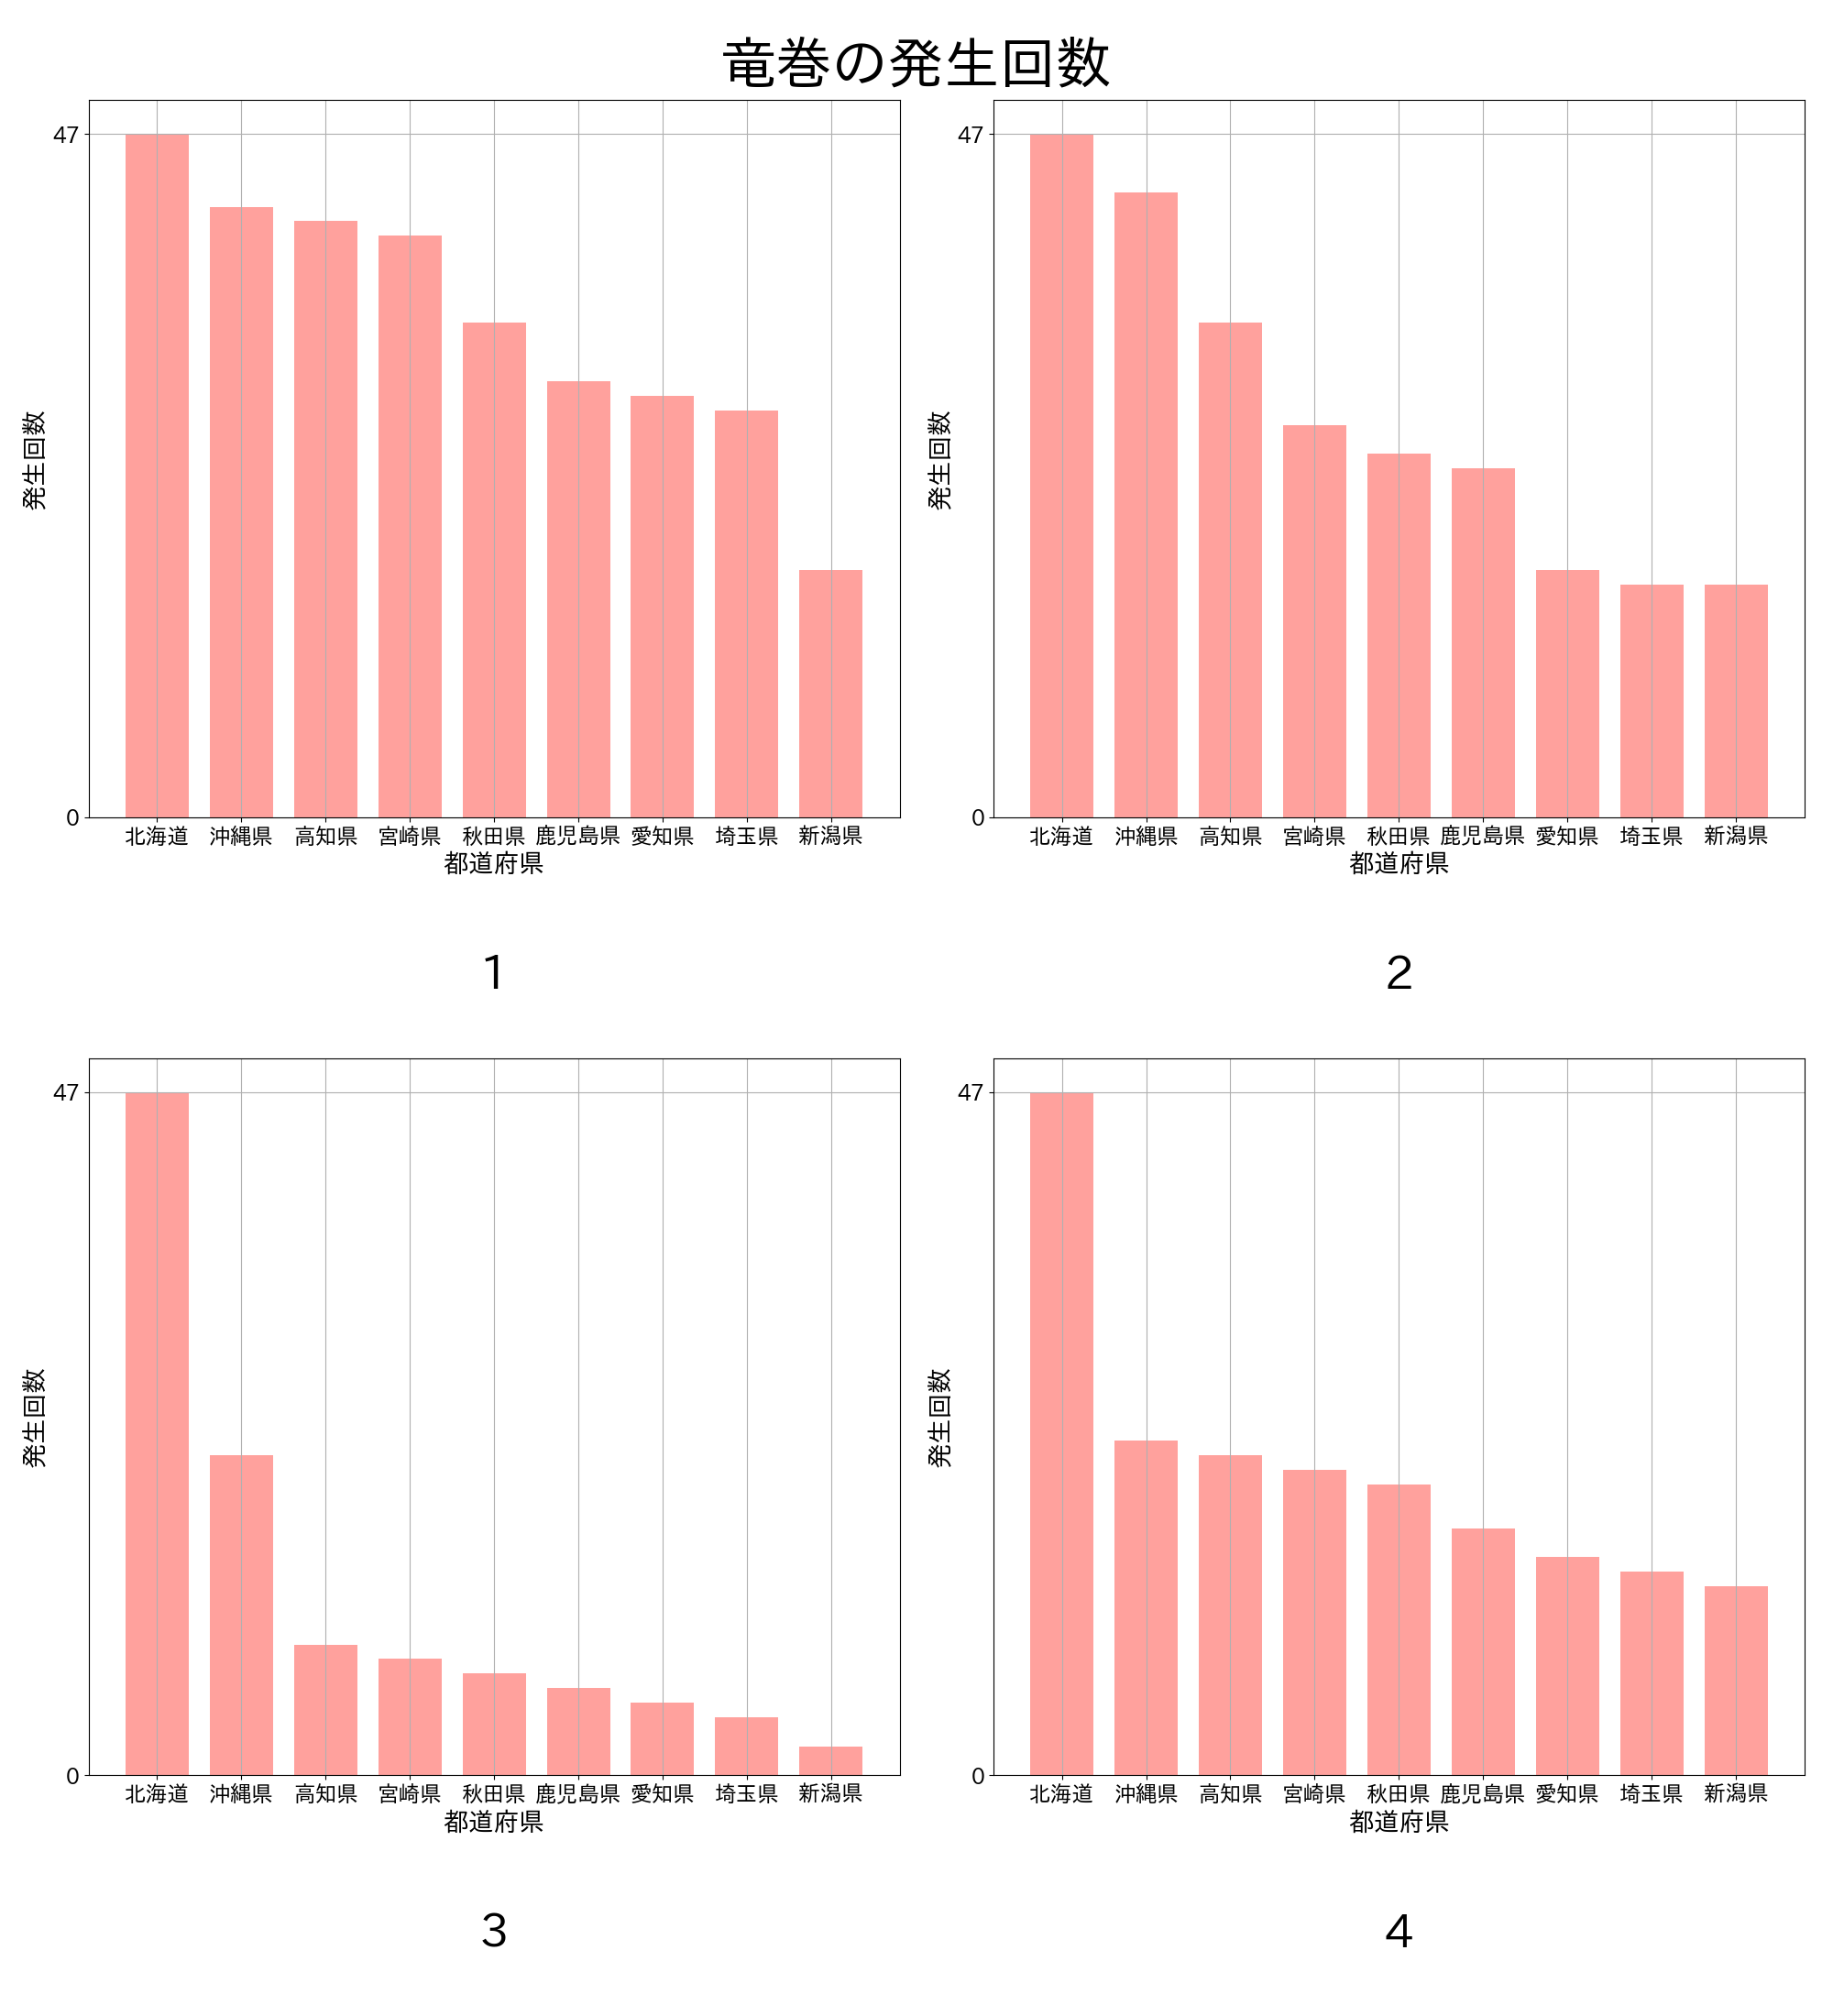 竜巻の発生回数
47
0
発生回数
北海道 沖縄県 高知県 宮崎県 秋田県 鹿児島県 愛知県 埼玉県 新潟県
都道府県
1
47
0
発生回数
北海道 沖縄県 高知県 宮崎県 秋田県 鹿児島県 愛知県 埼玉県 新潟県
都道府県
2
47
0
発生回数
北海道 沖縄県 高知県 宮崎県 秋田県 鹿児島県 愛知県 埼玉県 新潟県
都道府県
3
47
0
発生回数
北海道 沖縄県 高知県 宮崎県 秋田県 鹿児島県 愛知県 埼玉県 新潟県
都道府県
4